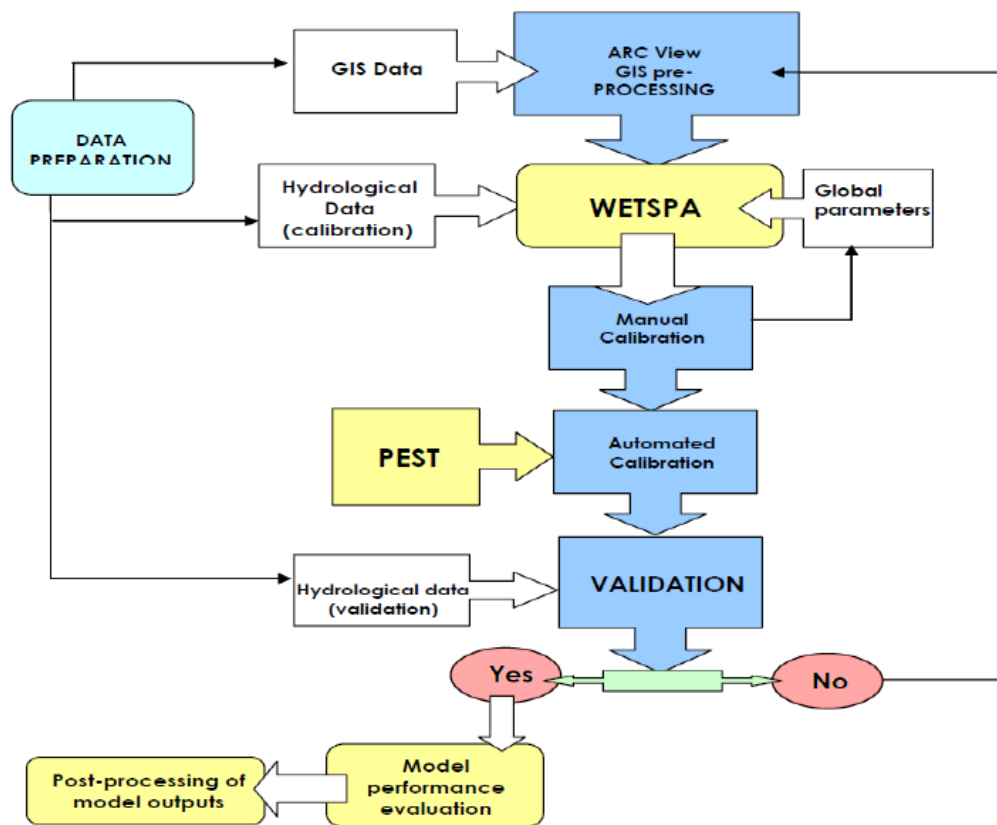 GIS Data
ARC View
GIS pre-
PROCESSING
DATA
PREPARATION
Hydrological
Data
(calibration)
WETSPA
Global
parameters
Manual
Calibration
PEST
Automated
Calibration
Hydrological data
(validation)
VALIDATION
Yes
No
Post-processing of
model outputs
Model
performance
evaluation